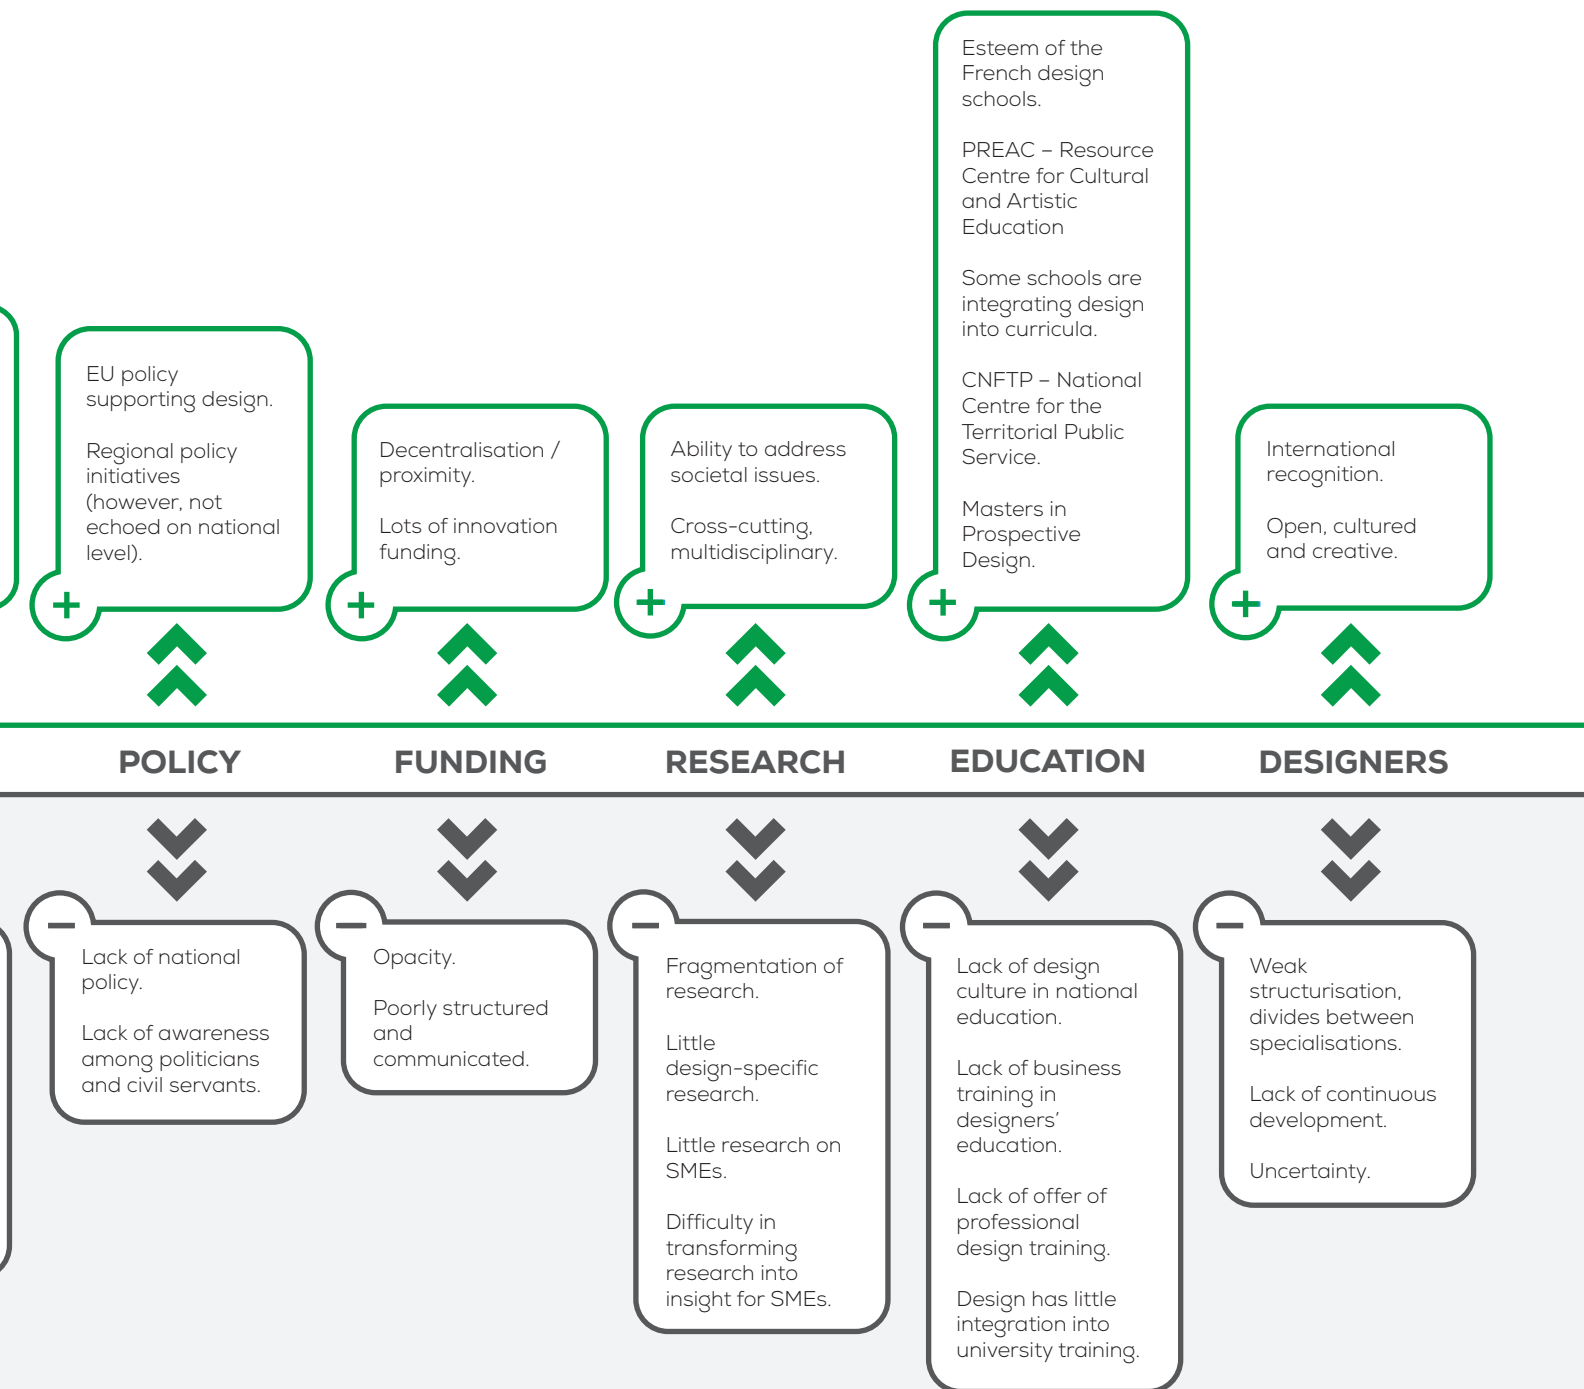 EU policy
supporting design.
Regional policy
initiatives
(however, not
echoed on national
level).
+
Decentralisation /
proximity.
Lots of innovation
funding.
+
Ability to address
societal issues.
Cross-cutting,
multidisciplinary.
+
Esteem of the
French design
schools.
PREAC – Resource
Centre for Cultural
and Artistic
Education
Some schools are
integrating design
into curricula.
CNFTP – National
Centre for the
Territorial Public
Service.
Masters in
Prospective
Design.
+
International
recognition.
Open, cultured
and creative.
+
POLICY
FUNDING
RESEARCH
EDUCATION
DESIGNERS
–
Lack of national
policy.
Lack of awareness
among politicians
and civil servants.
–
Opacity.
Poorly structured
and
communicated.
–
Fragmentation of
research.
Little
design-specific
research.
Little research on
SMEs.
Difficulty in
transforming
research into
insight for SMEs.
–
Lack of design
culture in national
education.
Lack of business
training in
designers’
education.
Lack of offer of
professional
design training.
Design has little
integration into
university training.
–
Weak
structurisation,
divides between
specialisations.
Lack of continuous
development.
Uncertainty.